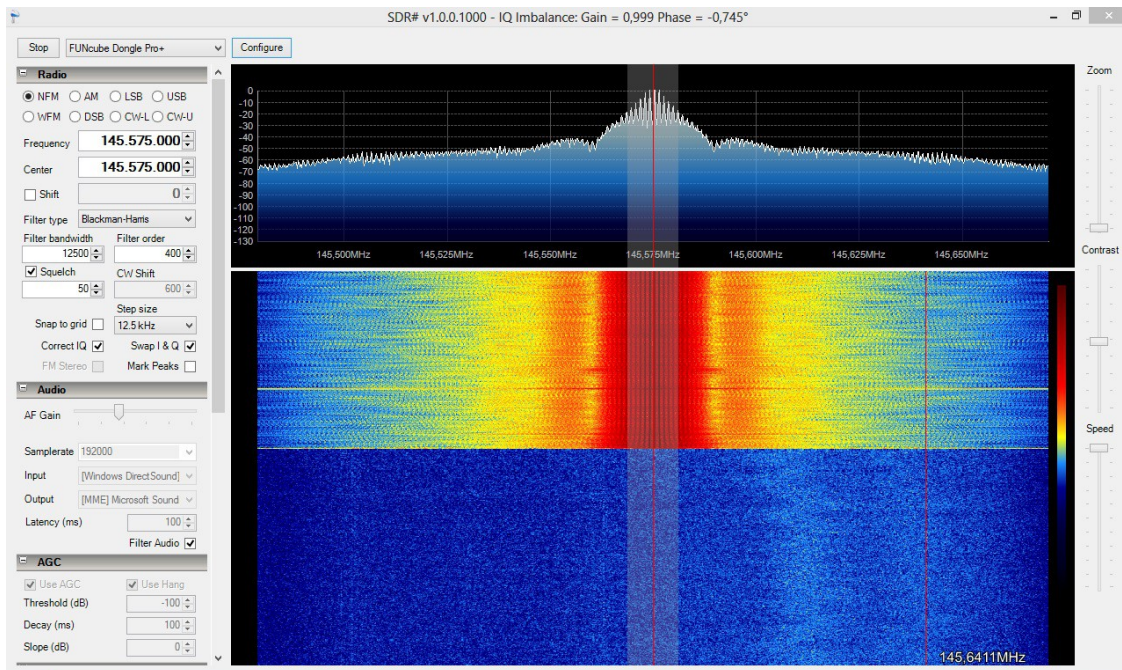 SDR# v1.0.0.1000 - IQ Imbalance: Gain = 0,999 Phase = -0,745°
Stop FUNcube Dongle Pro+ Configure
Radio
NFM AM LSB USB
WFM DSB CW-L CW-U
Frequency 145.575.000
Center 145.575.000
Shift 0
Filter type Blackman-Harris
Filter bandwidth Filter order
12500 400
Squelch CW Shift
50 600
Step size
Snap to grid 12.5 kHz
Correct IQ Swap I & Q
FM Stereo Mark Peaks
Audio
AF Gain
Samplerate 192000
Input [Windows DirectSound]
Output [MME] Microsoft Sound
Latency (ms) 100
Filter Audio
AGC
Use AGC Use Hang
Threshold (dB) -100
Decay (ms) 100
Slope (dB) 0
0
-10
-20
-30
-40
-50
-60
-70
-80
-90
-100
-110
-120
-130
145,500MHz 145,525MHz 145,550MHz 145,575MHz 145,600MHz 145,625MHz 145,650MHz
145,6411MHz
Zoom
Contrast
Speed